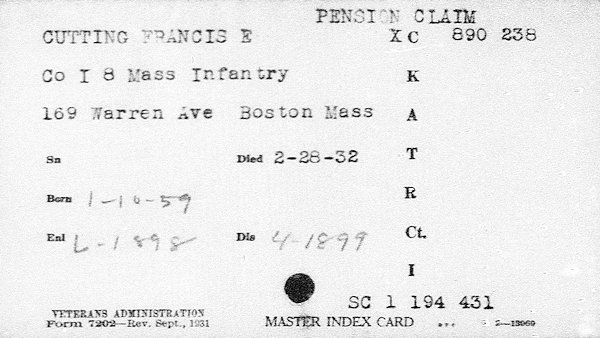 PENSION CLAIM
CUTTING FRANCIS E XC 890 238
Co I 8 Mass Infantry K
169 Warren Ave Boston Mass A
Sn Died 2-28-32 T
Born 1-10-59 R
Enl 6-1898 Dis 4-1899 Ct.
I
SC 1 194 431
VETERANS ADMINISTRATION
Form 7202—Rev. Sept., 1931 MASTER INDEX CARD 2—13969